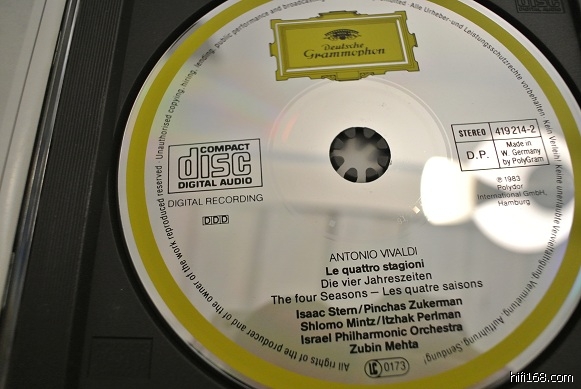 Deutsche
Grammophon
COMPACT
disc
DIGITAL AUDIO
DIGITAL RECORDING
DDD
STEREO
419 214-2
D.P.
Made in
W. Germany
by PolyGram
℗ 1983
Polydor
International GmbH,
Hamburg
ANTONIO VIVALDI
Le quattro stagioni
Die vier Jahreszeiten
The four Seasons – Les quatre saisons
Isaac Stern/Pinchas Zukerman
Shlomo Mintz/Itzhak Perlman
Israel Philharmonic Orchestra
Zubin Mehta
LC 0173
All rights of the producer and of the owner of the work reproduced reserved · Unauthorised copying, hiring, lending, public performance and broadcasting
Alle Urheber- und Leistungsschutzrechte vorbehalten · Kein Verleih! Keine unerlaubte Vervielfältigung, Vermietung, Aufführung, Sendung!
hifi168.com